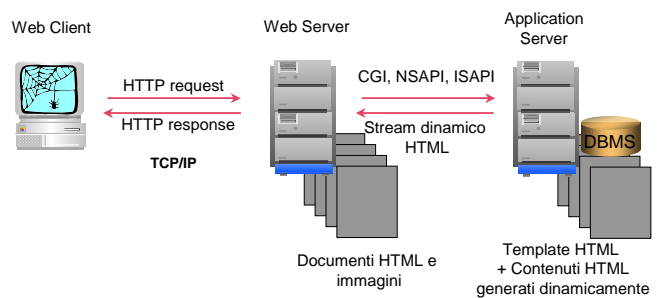 Web Client
Web Server
Application
Server
HTTP request
HTTP response
TCP/IP
CGI, NSAPI, ISAPI
Stream dinamico
HTML
DBMS
Documenti HTML e
immagini
Template HTML
+ Contenuti HTML
generati dinamicamente